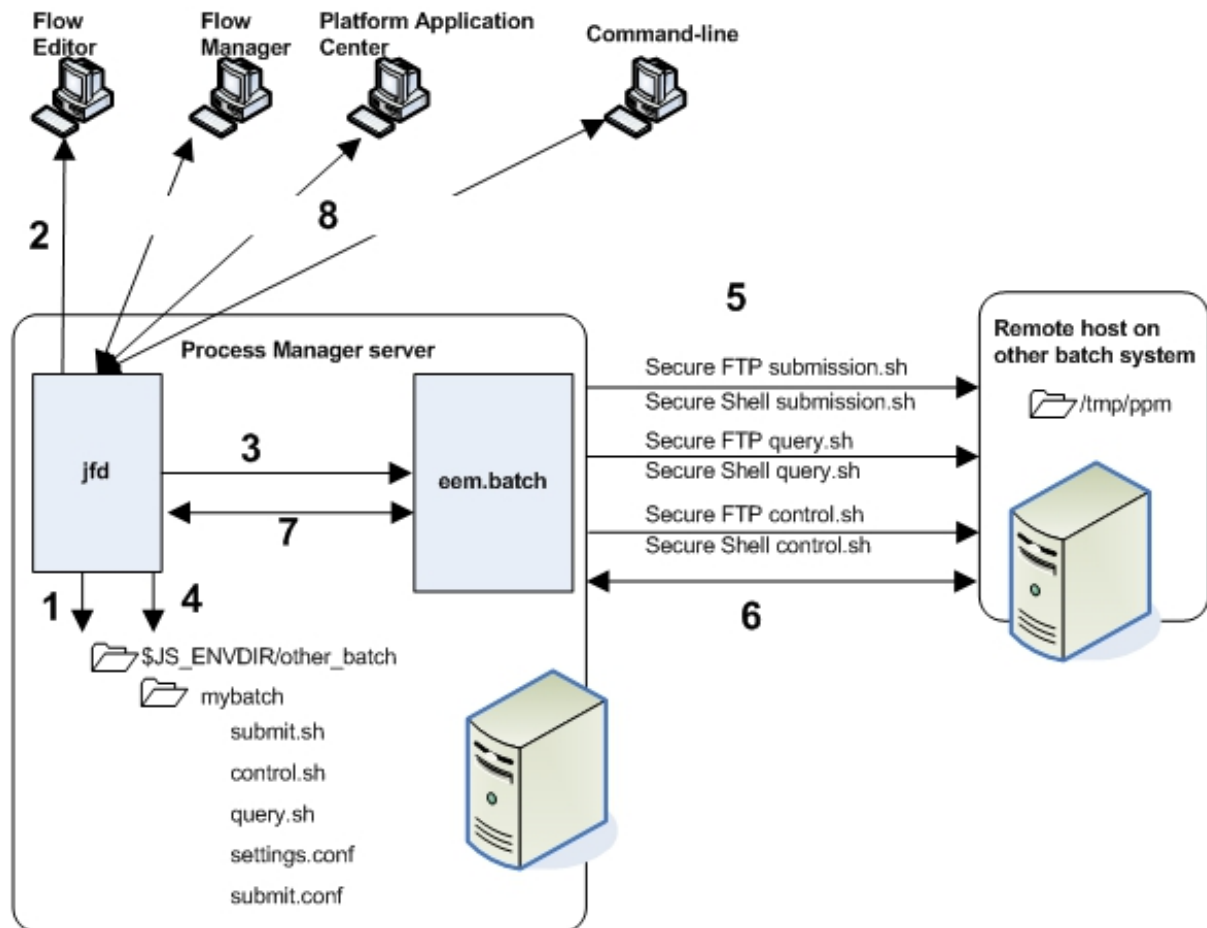 Flow
Editor
Flow
Manager
Platform Application
Center
Command-line
2
8
5
Process Manager server
Remote host on
other batch system
/tmp/ppm
jfd
3
7
eem.batch
Secure FTP submission.sh
Secure Shell submission.sh
Secure FTP query.sh
Secure Shell query.sh
Secure FTP control.sh
Secure Shell control.sh
6
1
4
$JS_ENVDIR/other_batch
mybatch
submit.sh
control.sh
query.sh
settings.conf
submit.conf